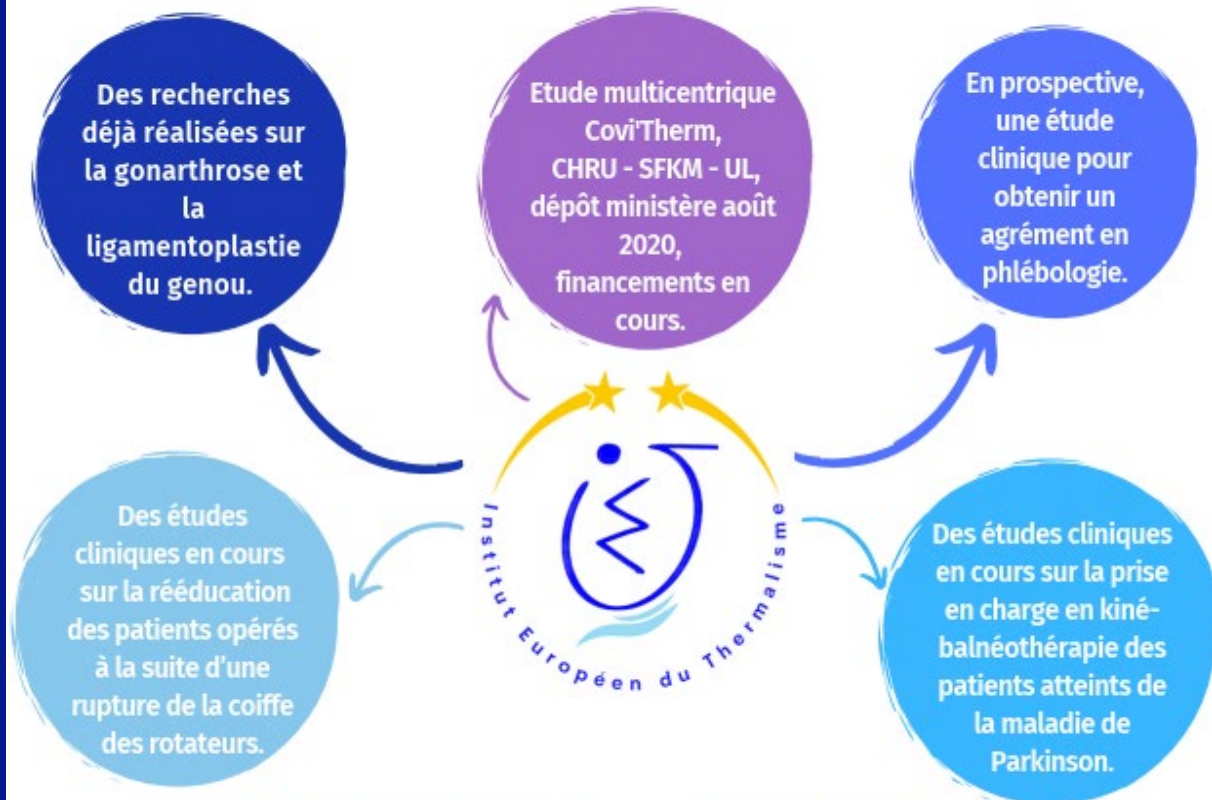 Des recherches
déjà réalisées sur
la gonarthrose et
la
ligamentoplastie
du genou.
Etude multicentrique
Covi'Therm,
CHRU - SFKM - UL,
dépôt ministère août
2020,
financements en
cours.
En prospective,
une étude
clinique pour
obtenir un
agrément en
phlébologie.
Des études
cliniques en cours
sur la rééducation
des patients opérés
à la suite d'une
rupture de la coiffe
des rotateurs.
Institut Européen du Thermalisme
Des études cliniques
en cours sur la prise
en charge en kiné-
balnéothérapie des
patients atteints de
la maladie de
Parkinson.